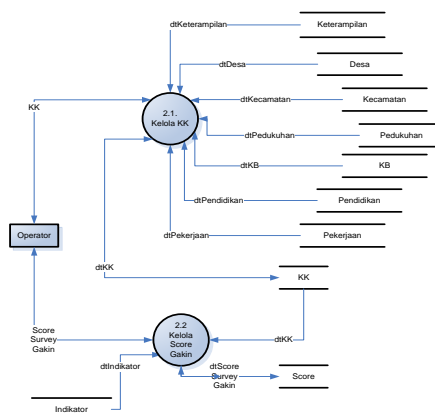 dtKeterampilan
Keterampilan
dtDesa
Desa
dtKecamatan
Kecamatan
2.1.
Kelola KK
KK
dtPedukuhan
Pedukuhan
dtKB
KB
dtPendidikan
Pendidikan
dtPekerjaan
Pekerjaan
Operator
dtKK
KK
2.2
Kelola
Score
Gakin
dtKK
Score
Survey
Gakin
dtIndikator
dtScore
Survey
Gakin
Score
Indikator